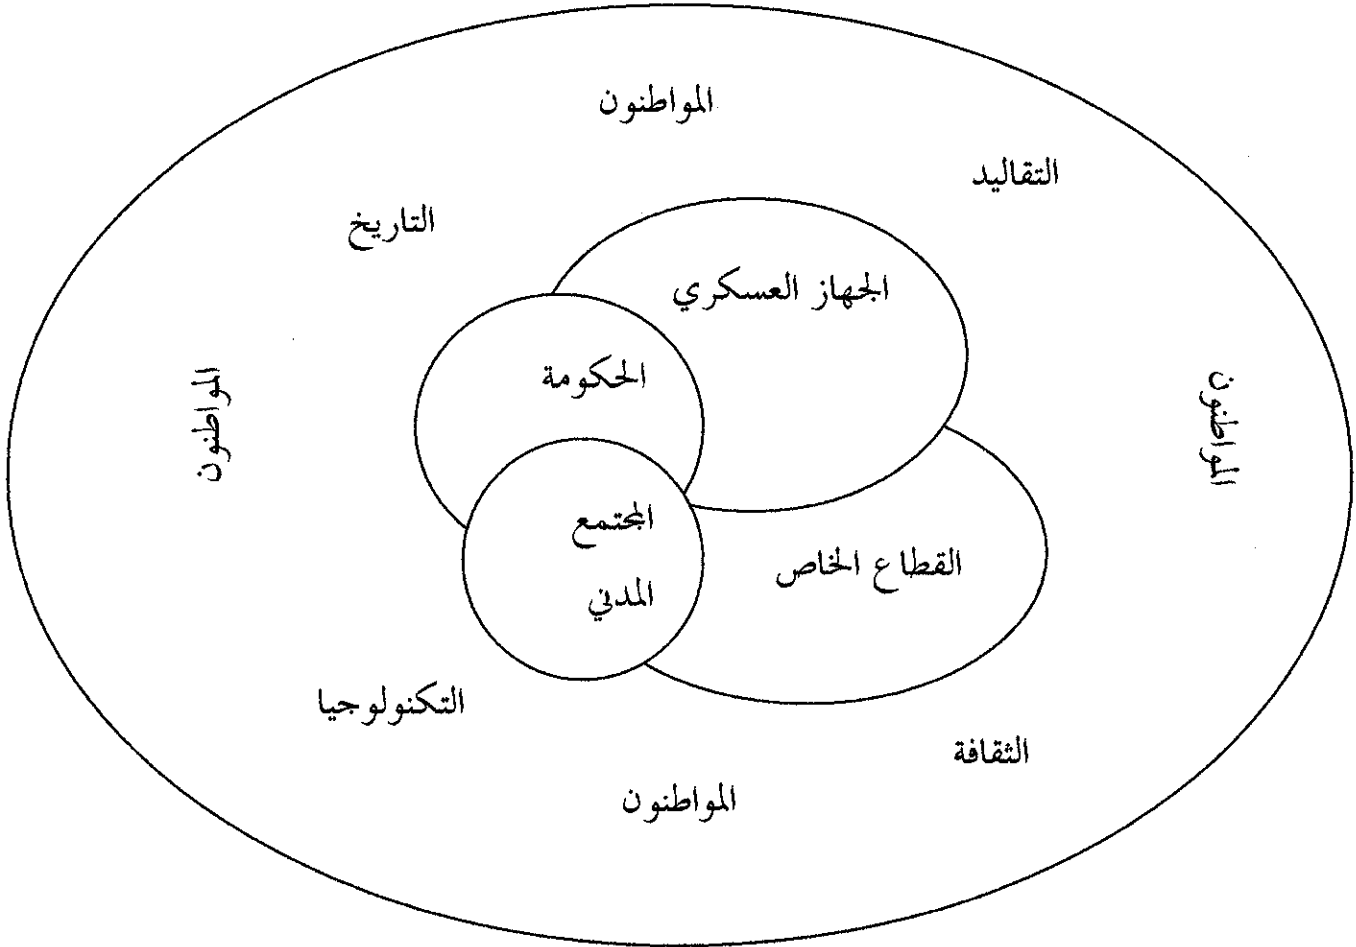 المواطنون
التقاليد
التاريخ
الجهاز العسكري
الحكومة
المواطنون
المواطنون
المجتمع
المدني
القطاع الخاص
التكنولوجيا
الثقافة
المواطنون